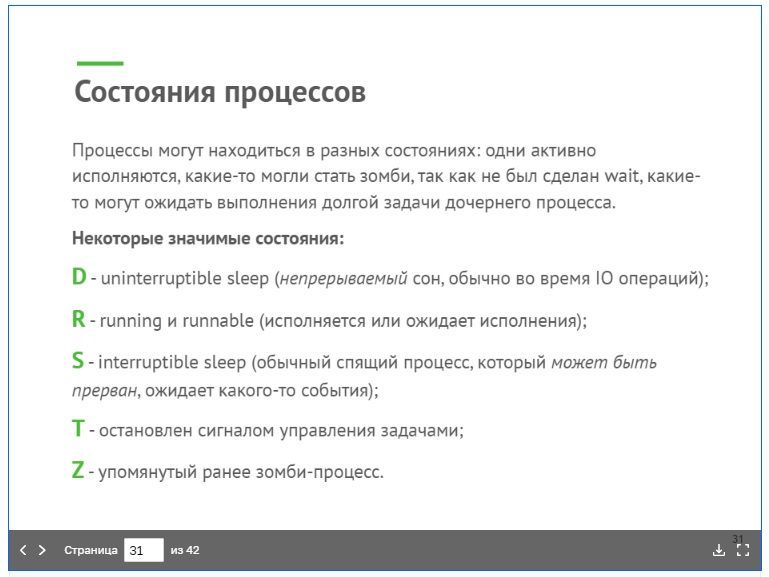 Состояния процессов
Процессы могут находиться в разных состояниях: одни активно
исполняются, какие-то могли стать зомби, так как не был сделан wait, какие-
то могут ожидать выполнения долгой задачи дочернего процесса.
Некоторые значимые состояния:
D - uninterruptible sleep (непрерываемый сон, обычно во время IO операций);
R - running и runnable (исполняется или ожидает исполнения);
S - interruptible sleep (обычный спящий процесс, который может быть
прерван, ожидает какого-то события);
T - остановлен сигналом управления задачами;
Z - упомянутый ранее зомби-процесс.
31
Страница 31 из 42